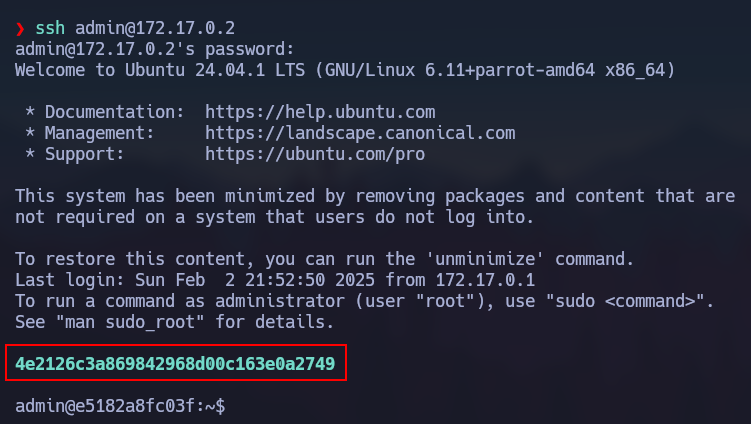 ❯ ssh admin@172.17.0.2
admin@172.17.0.2's password:
Welcome to Ubuntu 24.04.1 LTS (GNU/Linux 6.11+parrot-amd64 x86_64)
* Documentation:  https://help.ubuntu.com
* Management:     https://landscape.canonical.com
* Support:        https://ubuntu.com/pro
This system has been minimized by removing packages and content that are
not required on a system that users do not log into.
To restore this content, you can run the 'unminimize' command.
Last login: Sun Feb  2 21:52:50 2025 from 172.17.0.1
To run a command as administrator (user "root"), use "sudo <command>".
See "man sudo_root" for details.
4e2126c3a869842968d00c163e0a2749
admin@e5182a8fc03f:~$